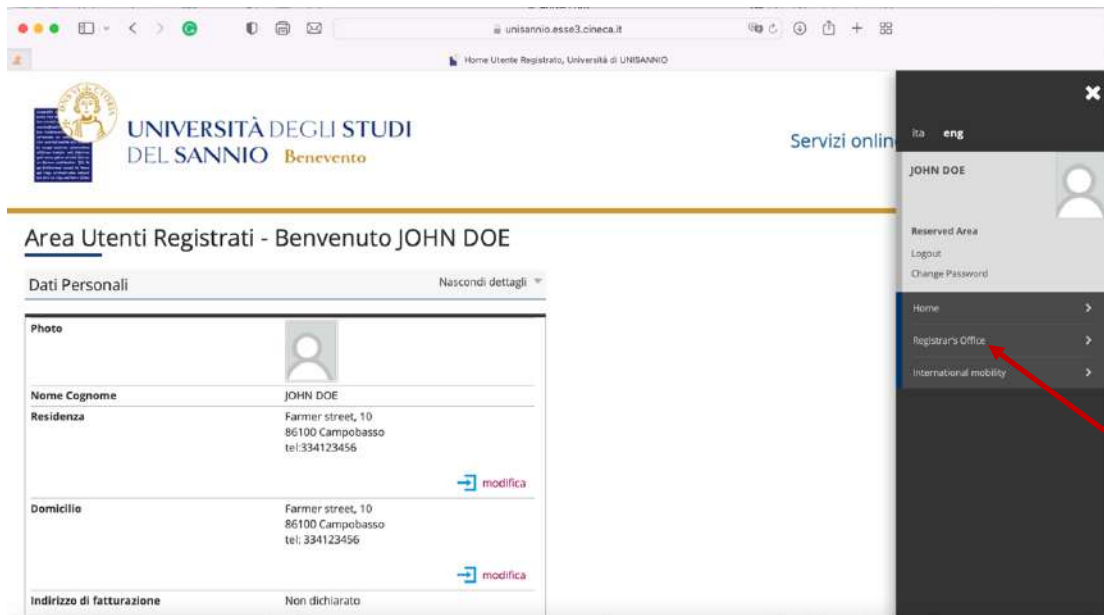 unisannio.esse3.cineca.it
Home Utente Registrato, Università di UNISANNIO
UNIVERSITÀ DEGLI STUDI
DEL SANNIO Benevento
Servizi onlin
ita eng
JOHN DOE
Reserved Area
Logout
Change Password
Home
Registrar's Office
International mobility
Area Utenti Registrati - Benvenuto JOHN DOE
Dati Personali Nascondi dettagli
Photo
Nome Cognome JOHN DOE
Residenza Farmer street, 10
86100 Campobasso
tel:334123456
modifica
Domicilio Farmer street, 10
86100 Campobasso
tel: 334123456
modifica
Indirizzo di fatturazione Non dichiarato